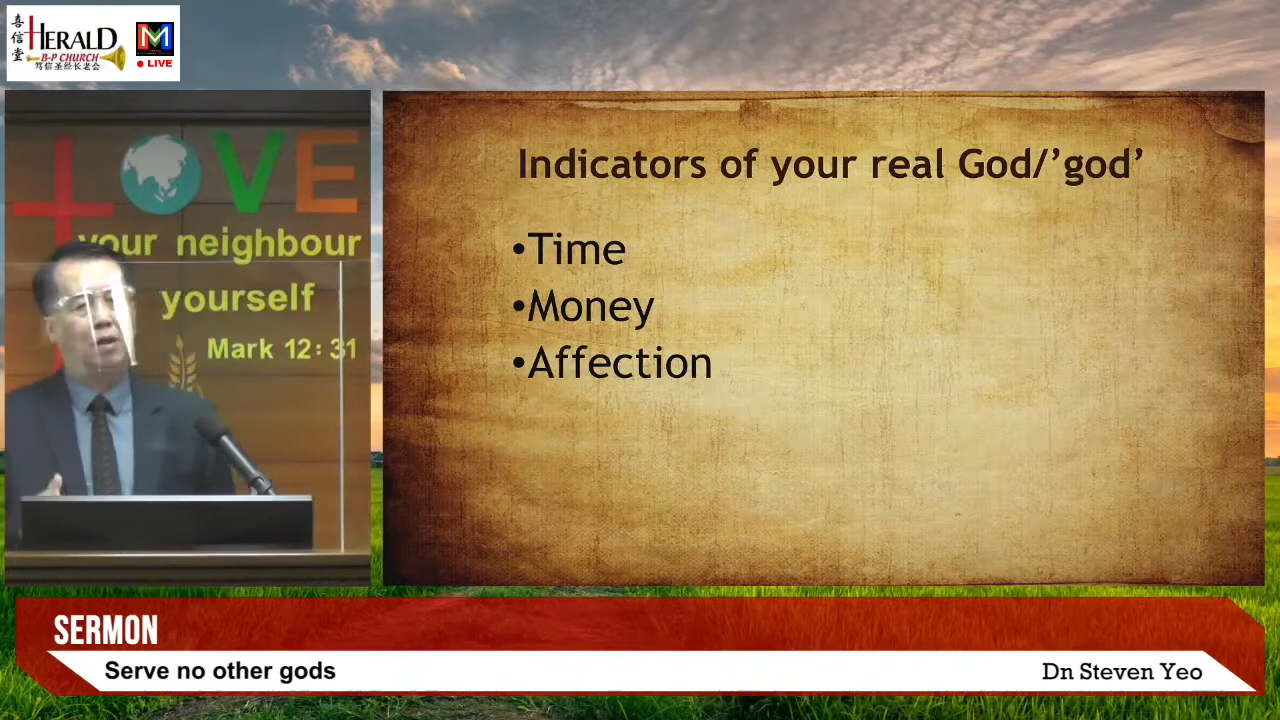 喜信堂
HERALD
B-P CHURCH
笃信圣经长老会
M
LIVE
LOVE
your neighbour
yourself
Mark 12:31
Indicators of your real God/’god’
•Time
•Money
•Affection
SERMON
Serve no other gods
Dn Steven Yeo